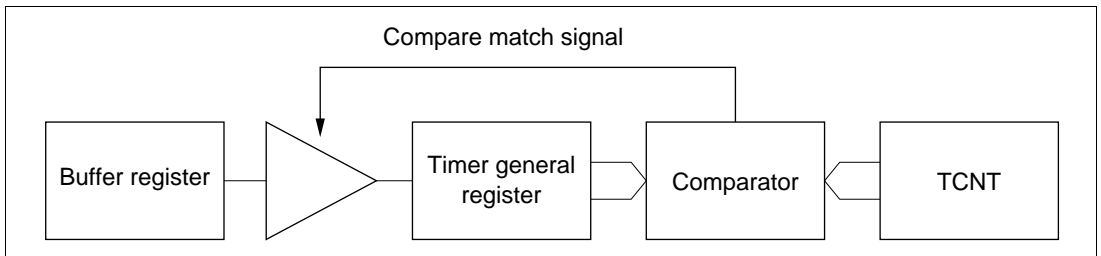 Compare match signal
Buffer register
Timer general
register
Comparator
TCNT